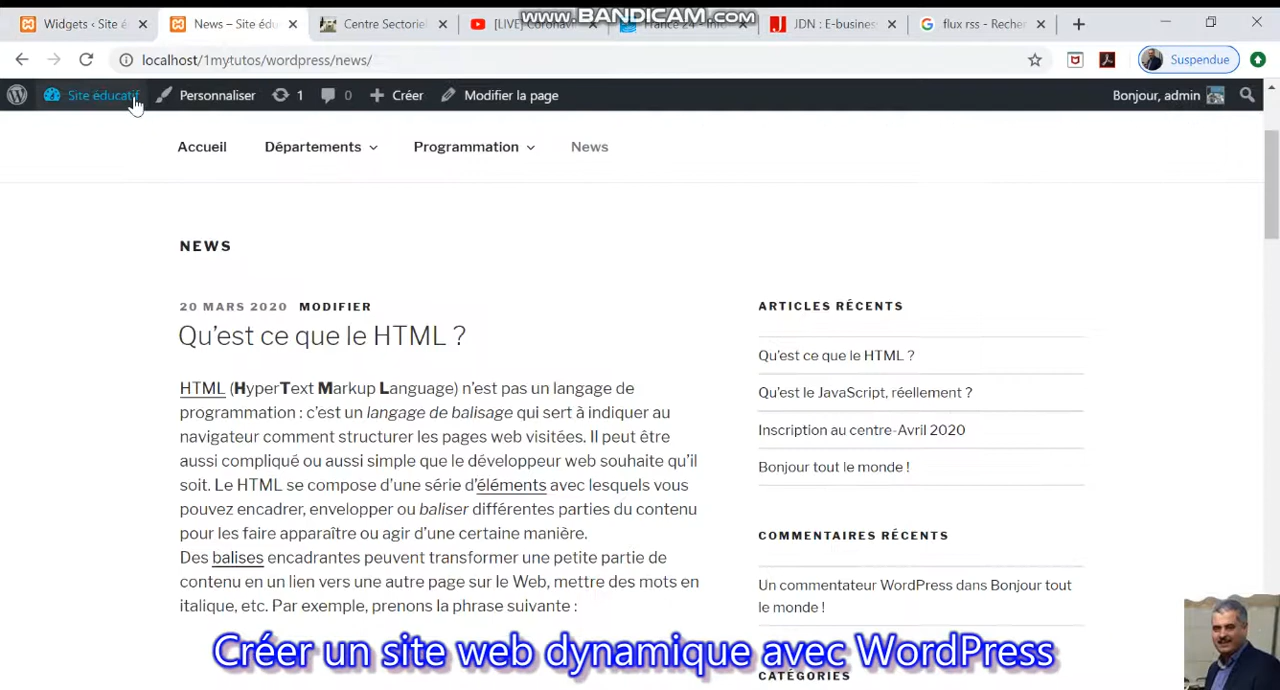 www.BANDICAM.com
Widgets ‹ Site é
News – Site édu
Centre Sectoriel
[LIVE] Coronavi
France 24 - Info
JDN : E-busines
flux rss - Recher
localhost/1mytutos/wordpress/news/
Suspendue
Site éducatif
Personnaliser
1
0
Créer
Modifier la page
Bonjour, admin
Accueil
Départements
Programmation
News
NEWS
20 MARS 2020 MODIFIER
Qu'est ce que le HTML ?
HTML (HyperText Markup Language) n'est pas un langage de
programmation : c'est un langage de balisage qui sert à indiquer au
navigateur comment structurer les pages web visitées. Il peut être
aussi compliqué ou aussi simple que le développeur web souhaite qu'il
soit. Le HTML se compose d'une série d'éléments avec lesquels vous
pouvez encadrer, envelopper ou baliser différentes parties du contenu
pour les faire apparaître ou agir d'une certaine manière.
Des balises encadrantes peuvent transformer une petite partie de
contenu en un lien vers une autre page sur le Web, mettre des mots en
italique, etc. Par exemple, prenons la phrase suivante :
ARTICLES RÉCENTS
Qu'est ce que le HTML ?
Qu'est le JavaScript, réellement ?
Inscription au centre-Avril 2020
Bonjour tout le monde !
COMMENTAIRES RÉCENTS
Un commentateur WordPress dans Bonjour tout
le monde !
CATÉGORIES
Créer un site web dynamique avec WordPress